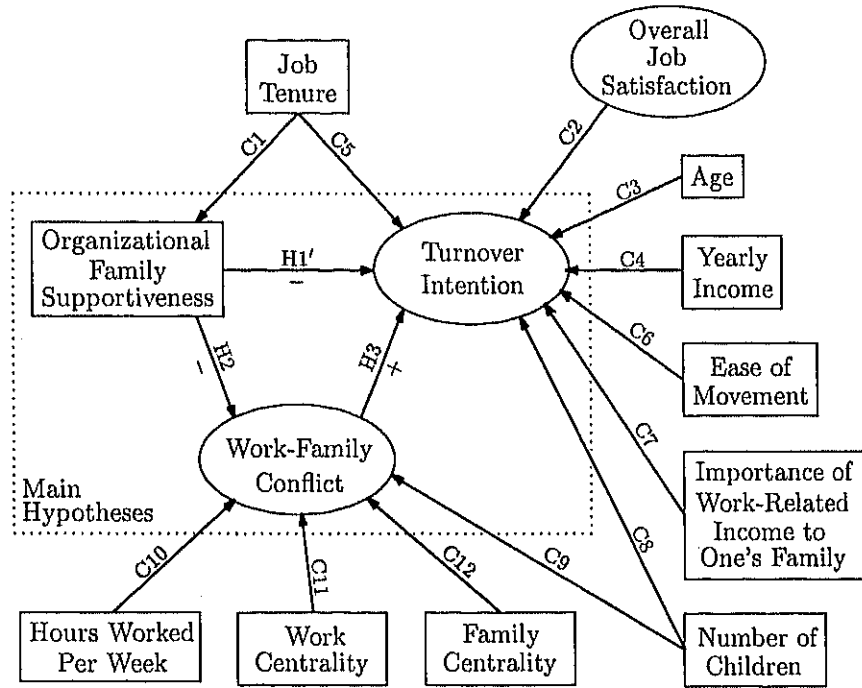 Overall
Job
Satisfaction
Job
Tenure
C1
C5
C2
C3
Age
Organizational
Family
Supportiveness
H1′
−
Turnover
Intention
C4
Yearly
Income
H2
−
H3
+
C6
Ease of
Movement
C7
Work-Family
Conflict
Main
Hypotheses
Importance of
Work-Related
Income to
One's Family
C10
C11
C12
C9
C8
Hours Worked
Per Week
Work
Centrality
Family
Centrality
Number of
Children